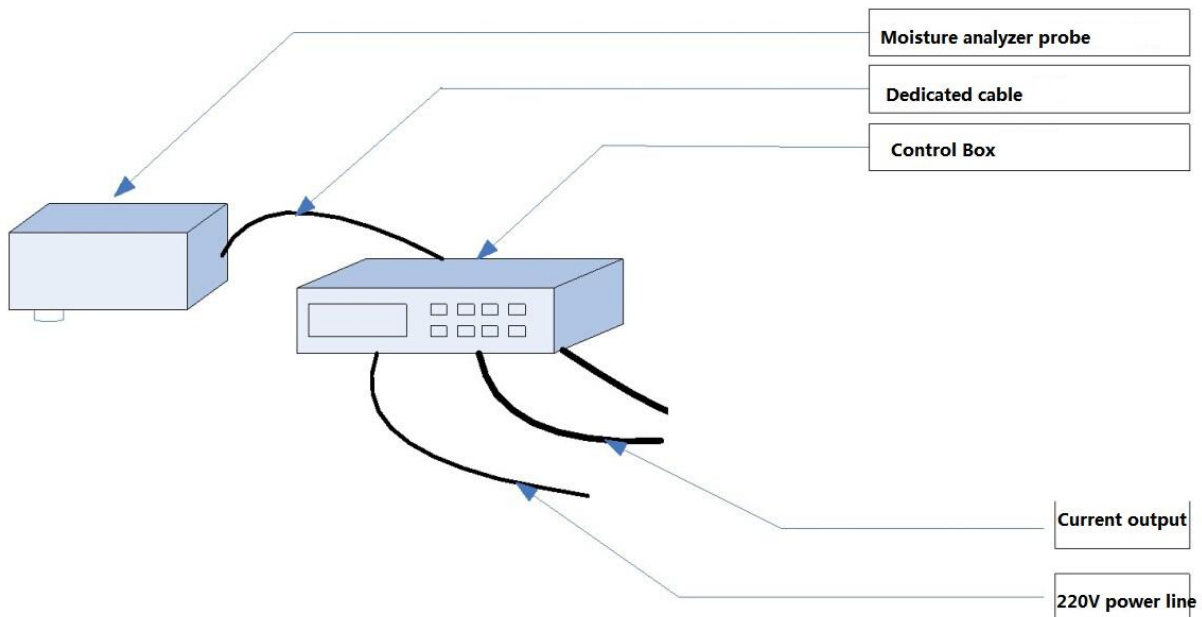 Moisture analyzer probe
Dedicated cable
Control Box
Current output
220V power line